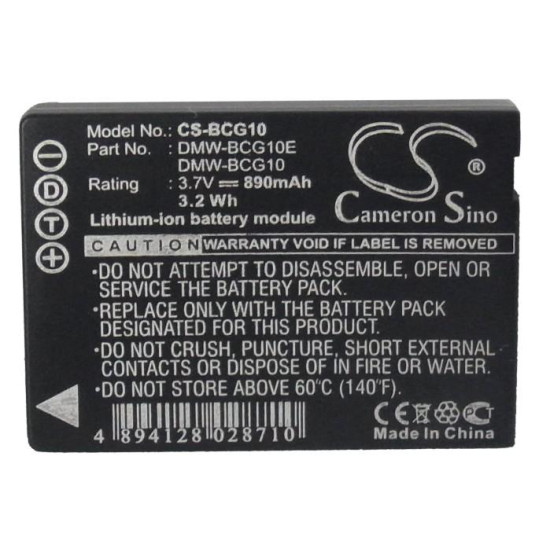 Model No.: CS-BCG10
Part No. : DMW-BCG10E
DMW-BCG10
Rating : 3.7V 890mAh
3.2 Wh
Lithium-ion battery module
CS
®
Cameron Sino
D
T
CAUTION WARRANTY VOID IF LABEL IS REMOVED
•DO NOT ATTEMPT TO DISASSEMBLE, OPEN OR
SERVICE THE BATTERY PACK.
•REPLACE ONLY WITH THE BATTERY PACK
DESIGNATED FOR YOUR PRODUCT.
•DO NOT CRUSH, PUNCTURE, SHORT EXTERNAL
CONTACTS OR DISPOSE OF IN FIRE OR WATER.
•DO NOT STORE ABOVE 60°C (140°F).
4 894128 028710
CE PCT
Made In China